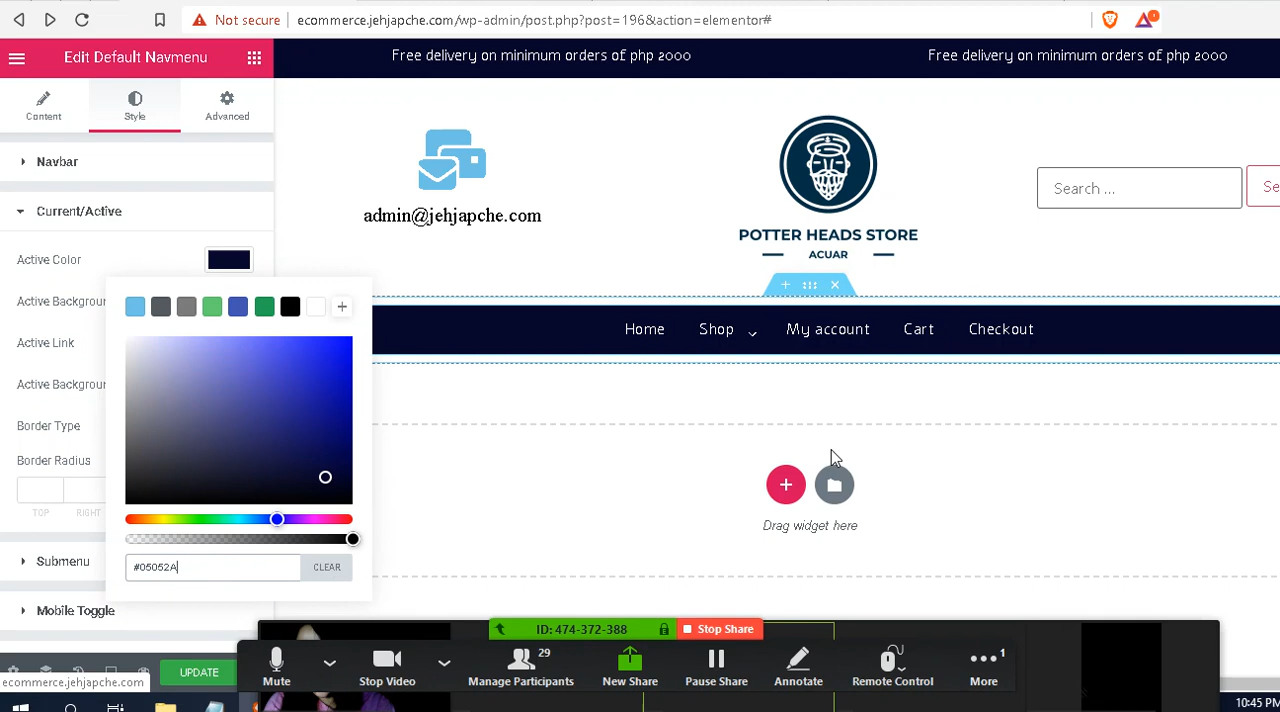 Not secure ecommerce.jehjapche.com/wp-admin/post.php?post=196&action=elementor#
Edit Default Navmenu
Free delivery on minimum orders of php 2000
Free delivery on minimum orders of php 2000
Content
Style
Advanced
Navbar
Current/Active
Active Color
Active Backgroun
Active Link
Active Backgroun
Border Type
Border Radius
TOP RIGHT
#05052A
CLEAR
Submenu
Mobile Toggle
UPDATE
ecommerce.jehjapche.com
admin@jehjapche.com
POTTER HEADS STORE
ACUAR
Search ...
Se
Home Shop My account Cart Checkout
Drag widget here
ID: 474-372-388
Stop Share
Mute
Stop Video
29
Manage Participants
New Share
Pause Share
Annotate
Remote Control
1
More
10:45 PM